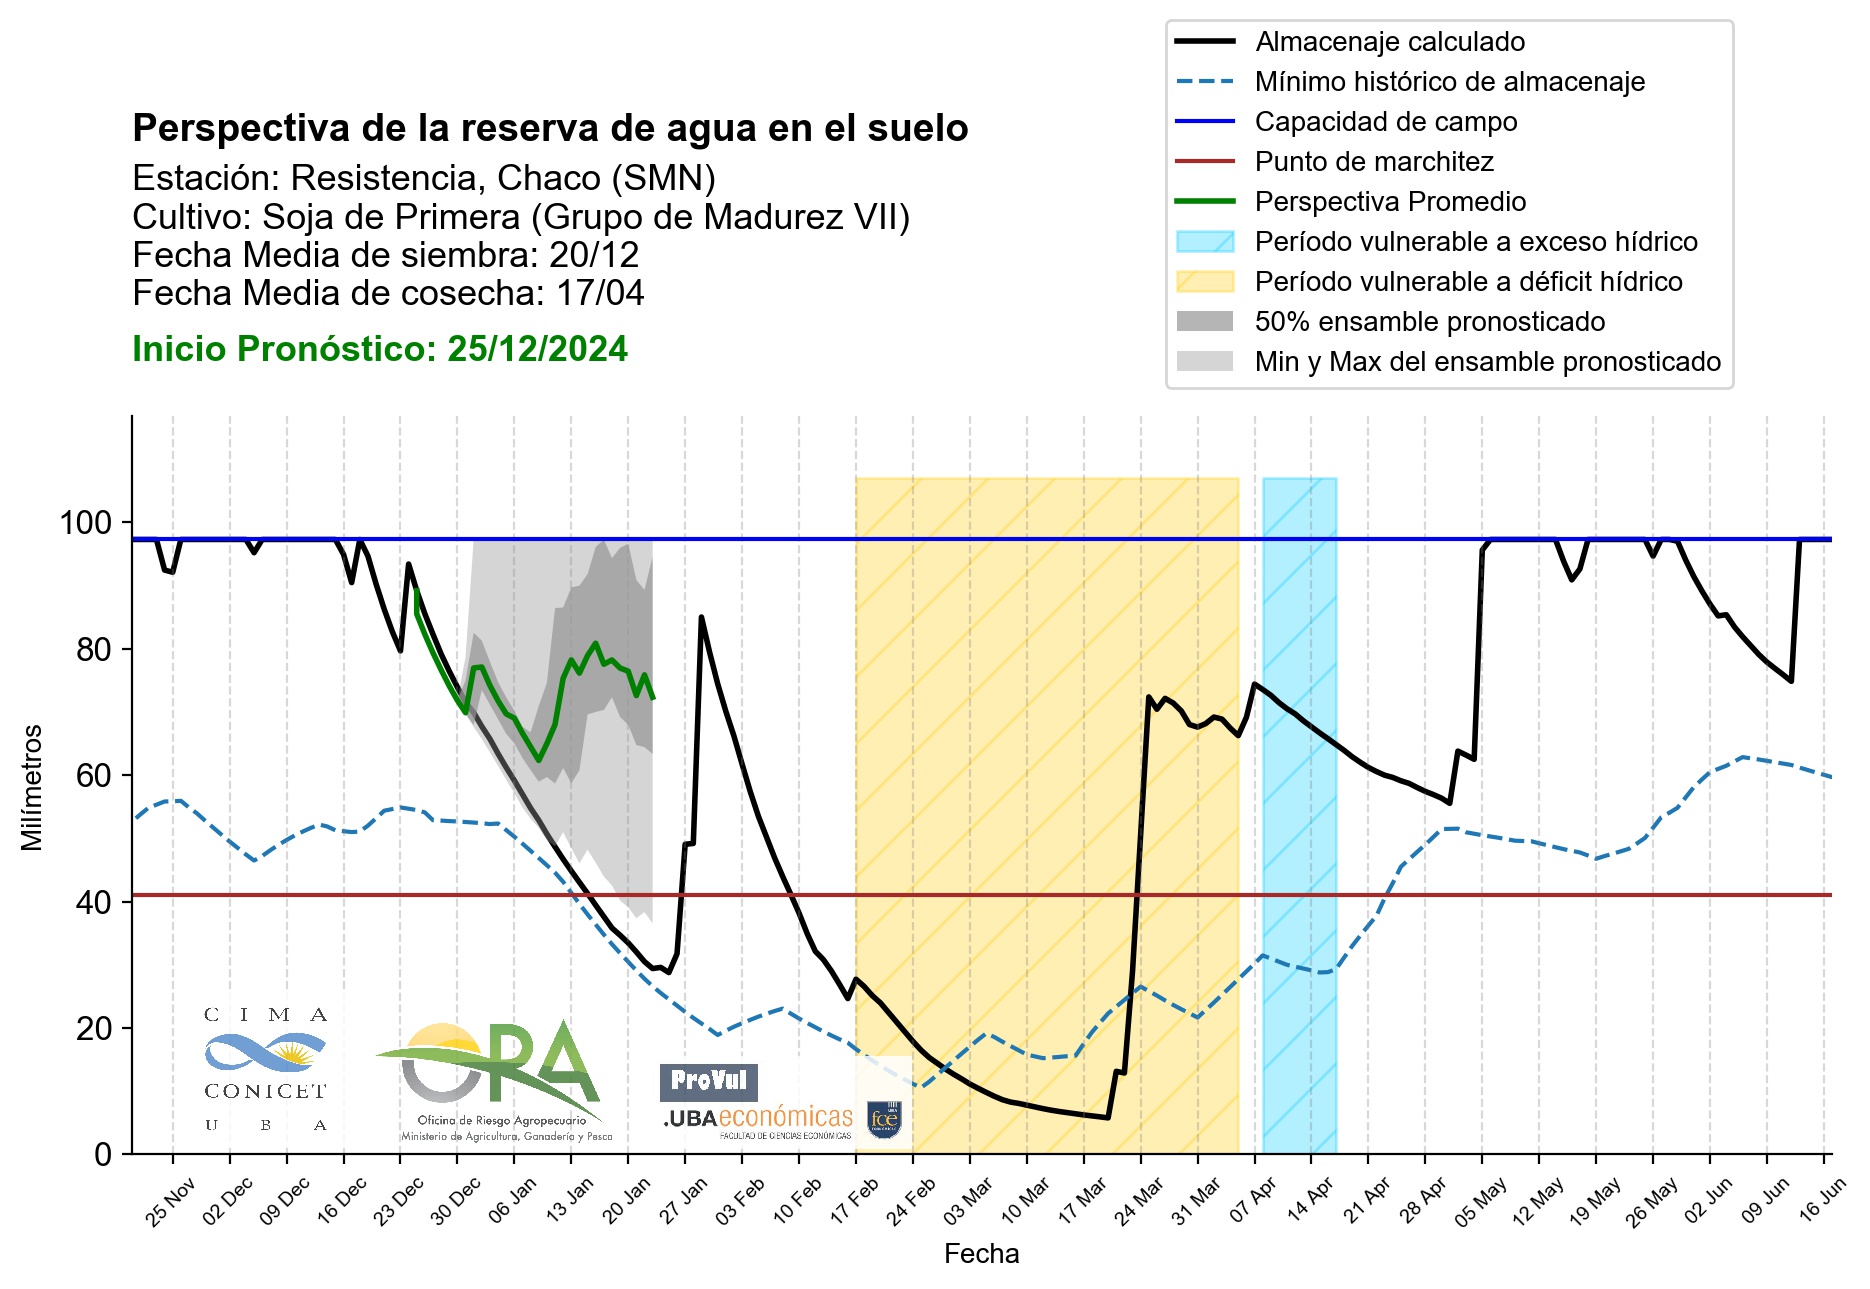 Almacenaje calculado
Mínimo histórico de almacenaje
Capacidad de campo
Punto de marchitez
Perspectiva Promedio
Período vulnerable a exceso hídrico
Período vulnerable a déficit hídrico
50% ensamble pronosticado
Min y Max del ensamble pronosticado
Perspectiva de la reserva de agua en el suelo
Estación: Resistencia, Chaco (SMN)
Cultivo: Soja de Primera (Grupo de Madurez VII)
Fecha Media de siembra: 20/12
Fecha Media de cosecha: 17/04
Inicio Pronóstico: 25/12/2024
Milímetros
100
80
60
40
20
0
CIMA
CONICET
UBA
ORA
Oficina de Riesgo Agropecuario
Ministerio de Agricultura, Ganadería y Pesca
ProVul
.UBAeconómicas
FACULTAD DE CIENCIAS ECONÓMICAS
fce
25 Nov
02 Dec
09 Dec
16 Dec
23 Dec
30 Dec
06 Jan
13 Jan
20 Jan
27 Jan
03 Feb
10 Feb
17 Feb
24 Feb
03 Mar
10 Mar
17 Mar
24 Mar
31 Mar
07 Apr
14 Apr
21 Apr
28 Apr
05 May
12 May
19 May
26 May
02 Jun
09 Jun
16 Jun
Fecha